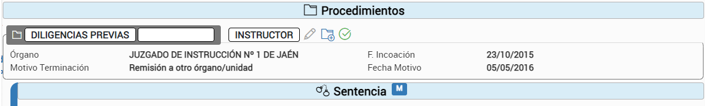 Procedimientos
DILIGENCIAS PREVIAS INSTRUCTOR
Órgano JUZGADO DE INSTRUCCIÓN Nº 1 DE JAÉN F. Incoación 23/10/2015
Motivo Terminación Remisión a otro órgano/unidad Fecha Motivo 05/05/2016
Sentencia M